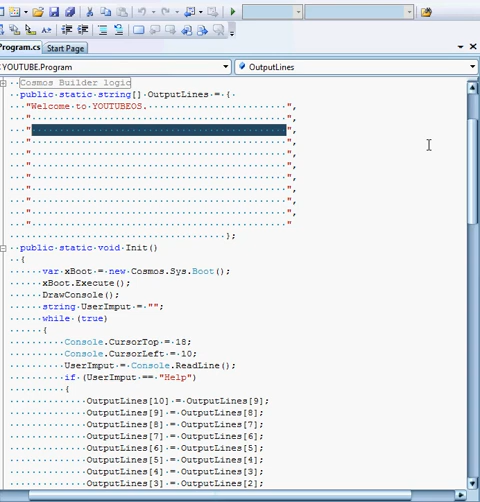 Program.cs Start Page
YOUTUBE.Program OutputLines
Cosmos Builder logic
public static string[] OutputLines = {
"Welcome to YOUTUBEOS. ",
" ",
" ",
" ",
" ",
" ",
" ",
" ",
" ",
" ",
" "
};
public static void Init()
{
var xBoot = new Cosmos.Sys.Boot();
xBoot.Execute();
DrawConsole();
string UserImput = "";
while (true)
{
Console.CursorTop = 18;
Console.CursorLeft = 10;
UserImput = Console.ReadLine();
if (UserImput == "Help")
{
OutputLines[10] = OutputLines[9];
OutputLines[9] = OutputLines[8];
OutputLines[8] = OutputLines[7];
OutputLines[7] = OutputLines[6];
OutputLines[6] = OutputLines[5];
OutputLines[5] = OutputLines[4];
OutputLines[4] = OutputLines[3];
OutputLines[3] = OutputLines[2];